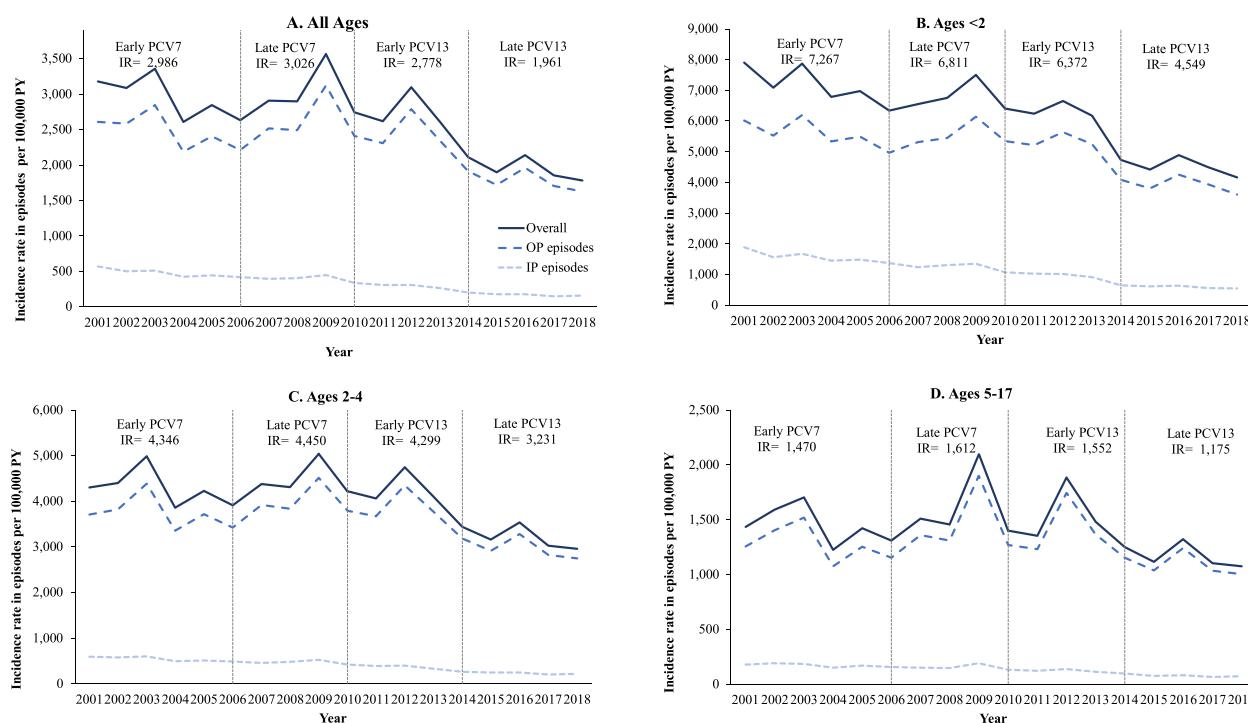 A. All Ages
Incidence rate in episodes per 100,000 PY
3,500
3,000
2,500
2,000
1,500
1,000
500
0
Early PCV7
IR= 2,986
Late PCV7
IR= 3,026
Early PCV13
IR= 2,778
Late PCV13
IR= 1,961
Overall
OP episodes
IP episodes
2001 2002 2003 2004 2005 2006 2007 2008 2009 2010 2011 2012 2013 2014 2015 2016 2017 2018
Year
B. Ages <2
Incidence rate in episodes per 100,000 PY
9,000
8,000
7,000
6,000
5,000
4,000
3,000
2,000
1,000
0
Early PCV7
IR= 7,267
Late PCV7
IR= 6,811
Early PCV13
IR= 6,372
Late PCV13
IR= 4,549
2001 2002 2003 2004 2005 2006 2007 2008 2009 2010 2011 2012 2013 2014 2015 2016 2017 2018
Year
C. Ages 2-4
Incidence rate in episodes per 100,000 PY
6,000
5,000
4,000
3,000
2,000
1,000
0
Early PCV7
IR= 4,346
Late PCV7
IR= 4,450
Early PCV13
IR= 4,299
Late PCV13
IR= 3,231
2001 2002 2003 2004 2005 2006 2007 2008 2009 2010 2011 2012 2013 2014 2015 2016 2017 2018
Year
D. Ages 5-17
Incidence rate in episodes per 100,000 PY
2,500
2,000
1,500
1,000
500
0
Early PCV7
IR= 1,470
Late PCV7
IR= 1,612
Early PCV13
IR= 1,552
Late PCV13
IR= 1,175
2001 2002 2003 2004 2005 2006 2007 2008 2009 2010 2011 2012 2013 2014 2015 2016 2017 201
Year